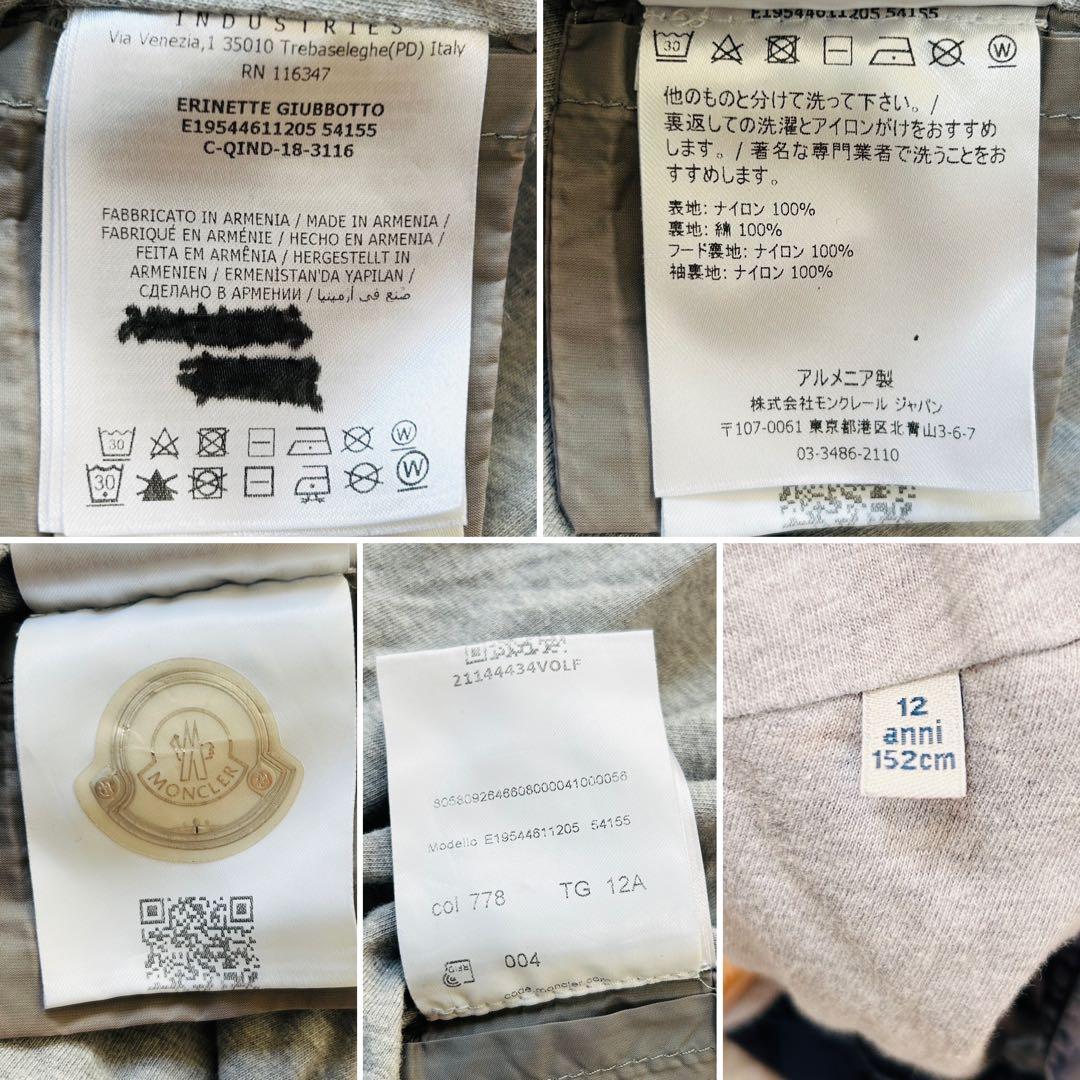 INDUSTRIES
Via Venezia,1 35010 Trebaseleghe(PD) Italy
RN 116347
ERINETTE GIUBBOTTO
E19544611205 54155
C-QIND-18-3116
FABBRICATO IN ARMENIA / MADE IN ARMENIA /
FABRIQUÉ EN ARMÉNIE / HECHO EN ARMENIA /
FEITA EM ARMÊNIA / HERGESTELLT IN
ARMENIEN / ERMENİSTAN'DA YAPILAN /
СДЕЛАНО В АРМЕНИИ / صنع في أرمينيا
30
W
30
W
E19544611205 54155
30
W
他のものと分けて洗って下さい。/
裏返しての洗濯とアイロンがけをおすすめ
します。/ 著名な専門業者で洗うことをお
すすめします。
表地: ナイロン 100%
裏地: 綿 100%
フード裏地: ナイロン 100%
袖裏地: ナイロン 100%
アルメニア製
株式会社モンクレール ジャパン
〒107-0061 東京都港区北青山3-6-7
03-3486-2110
MONCLER
21144434VOLF
8058092646608000041000056
Modello E19544611205 54155
col 778 TG 12A
RFID 004
code.moncler.com
12
anni
152cm